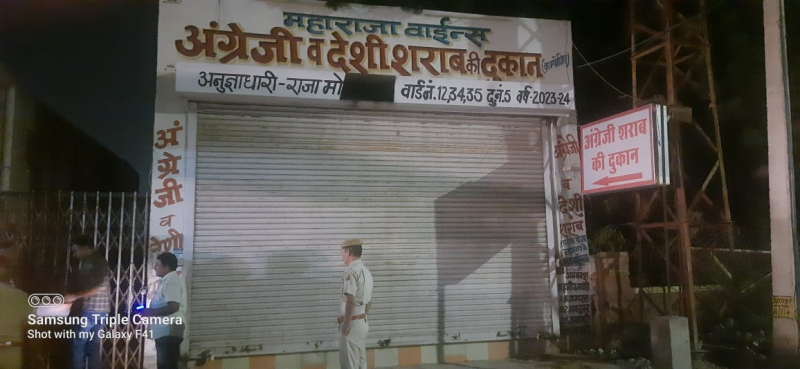 महाराजा वाईन्स
अंग्रेजी व देशी शराब की दुकान
अनुज्ञाधारी-राजा मो
वार्ड नं. 12,34,35 दु.नं.5 वर्ष-2023-24
अंग्रेजी व देशी
अंग्रेजी व देशी शराब
अंग्रेजी शराब
की दुकान
Samsung Triple Camera
Shot with my Galaxy F41